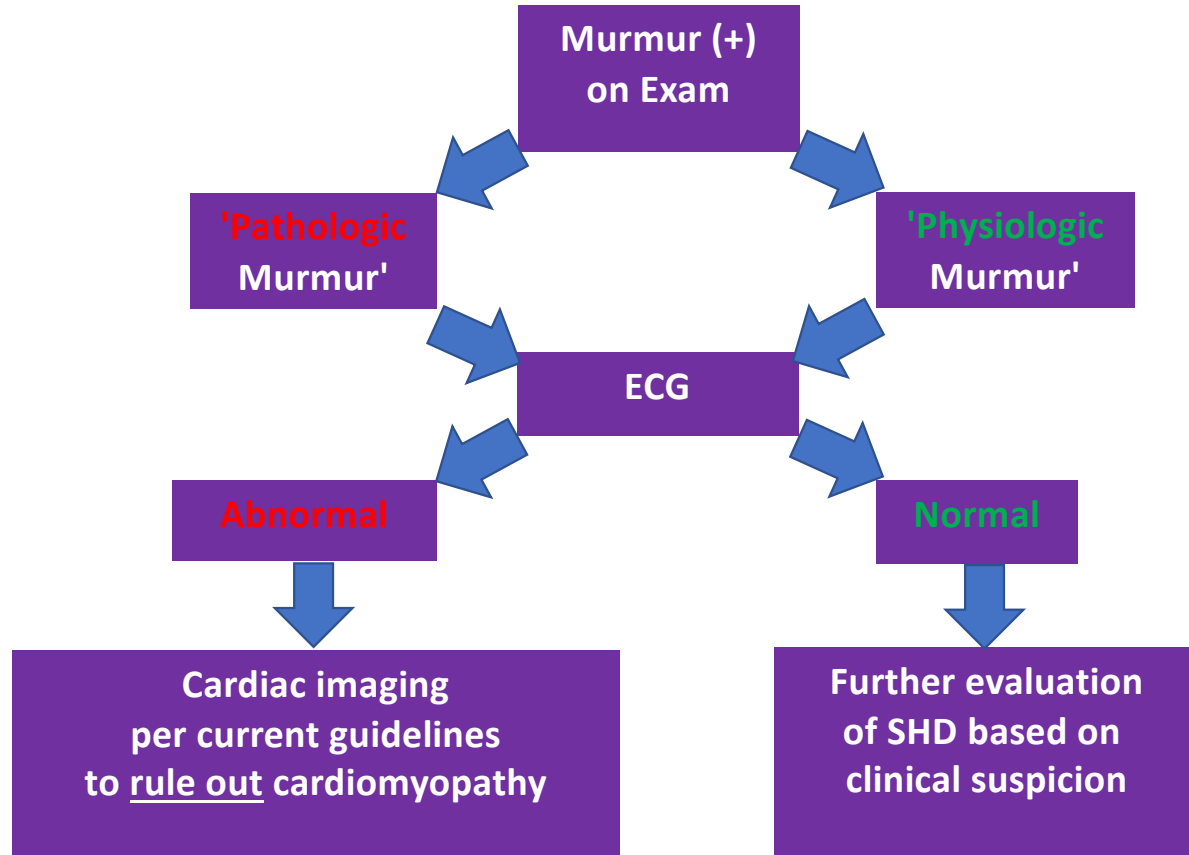 Murmur (+)
on Exam
'Pathologic
Murmur'
'Physiologic
Murmur'
ECG
Abnormal
Normal
Cardiac imaging
per current guidelines
to rule out cardiomyopathy
Further evaluation
of SHD based on
clinical suspicion